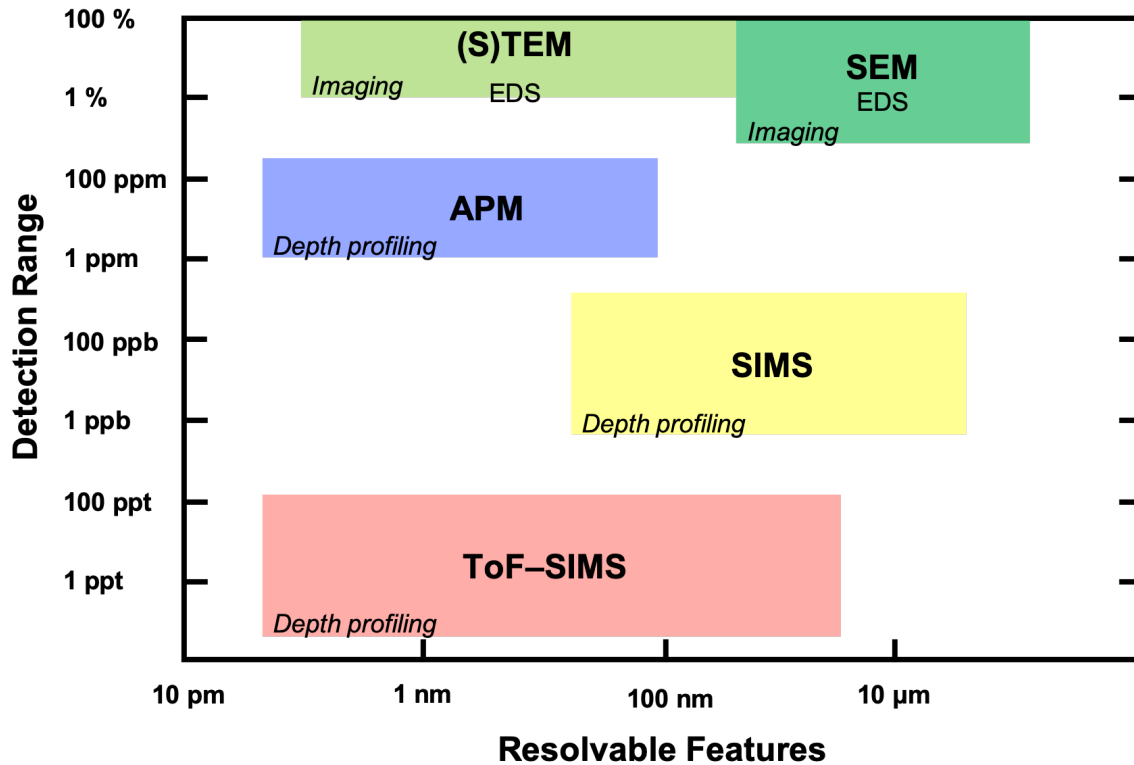 100 %
(S)TEM
SEM
Imaging
EDS
EDS
1 %
Imaging
100 ppm
APM
Depth profiling
1 ppm
Detection Range
100 ppb
SIMS
1 ppb
Depth profiling
100 ppt
ToF–SIMS
1 ppt
Depth profiling
10 pm
1 nm
100 nm
10 µm
Resolvable Features